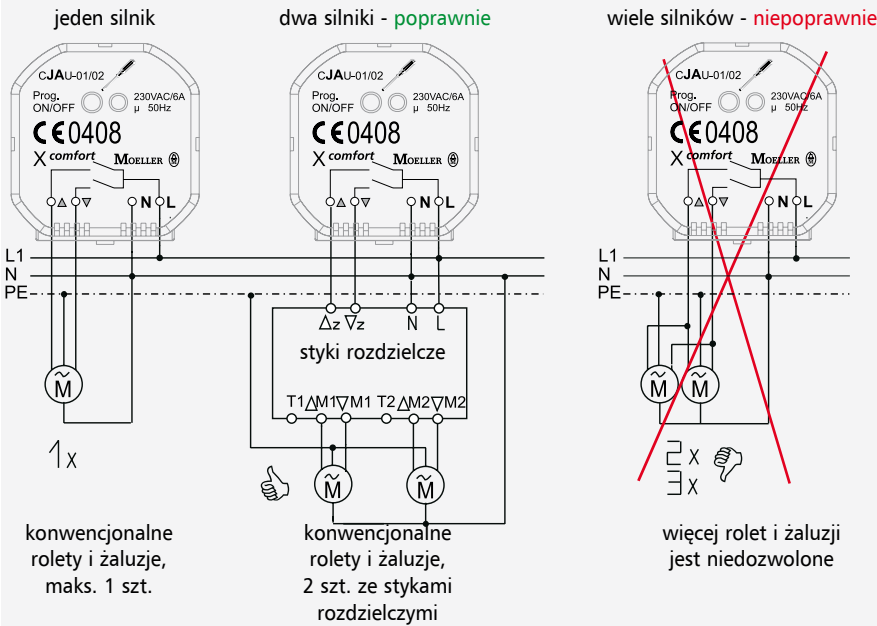 jeden silnik
CJAU-01/02
Prog.
ON/OFF
230VAC/6A
µ 50Hz
CE0408
X comfort MOELLER
△ ▽ N L
L1
N
PE
M̃
1x
konwencjonalne
rolety i żaluzje,
maks. 1 szt.
dwa silniki - poprawnie
CJAU-01/02
Prog.
ON/OFF
230VAC/6A
µ 50Hz
CE0408
X comfort MOELLER
△ ▽ N L
△z ▽z N L
styki rozdzielcze
T1 △M1 ▽M1 T2 △M2 ▽M2
M̃ M̃
konwencjonalne
rolety i żaluzje,
2 szt. ze stykami
rozdzielczymi
wiele silników - niepoprawnie
CJAU-01/02
Prog.
ON/OFF
230VAC/6A
µ 50Hz
CE0408
X comfort MOELLER
△ ▽ N L
L1
N
PE
M̃ M̃
2x
3x
więcej rolet i żaluzji
jest niedozwolone